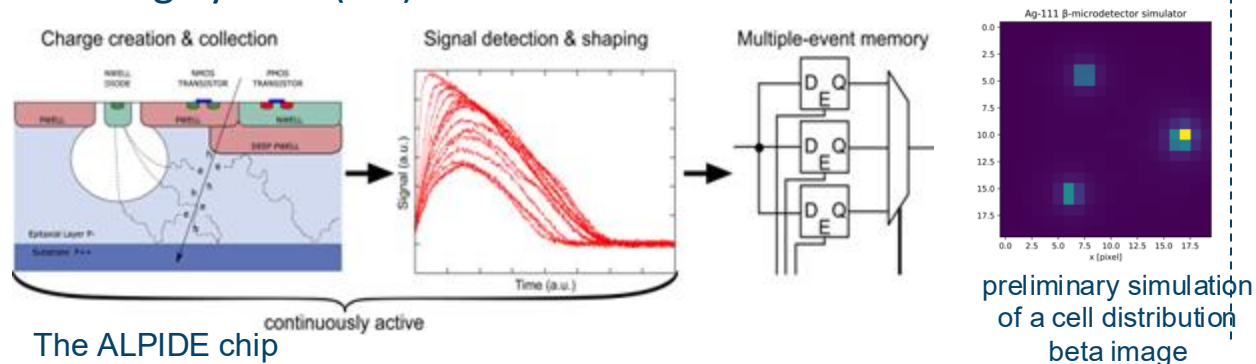 Charge creation & collection
Signal detection & shaping
Multiple-event memory
Ag-111 β-microdetector simulator
NWELL
DIODE
NMOS
TRANSISTOR
PMOS
TRANSISTOR
PWELL
PWELL
NWELL
DEEP PWELL
Epitaxial Layer P-
Substrate P++
e
h
Signal (a.u.)
Time (a.u.)
continuously active
D Q
E
D Q
E
D Q
E
0.0
2.5
5.0
7.5
10.0
12.5
15.0
17.5
0.0 2.5 5.0 7.5 10.0 12.5 15.0 17.5
x [pixel]
The ALPIDE chip
preliminary simulation
of a cell distribution
beta image